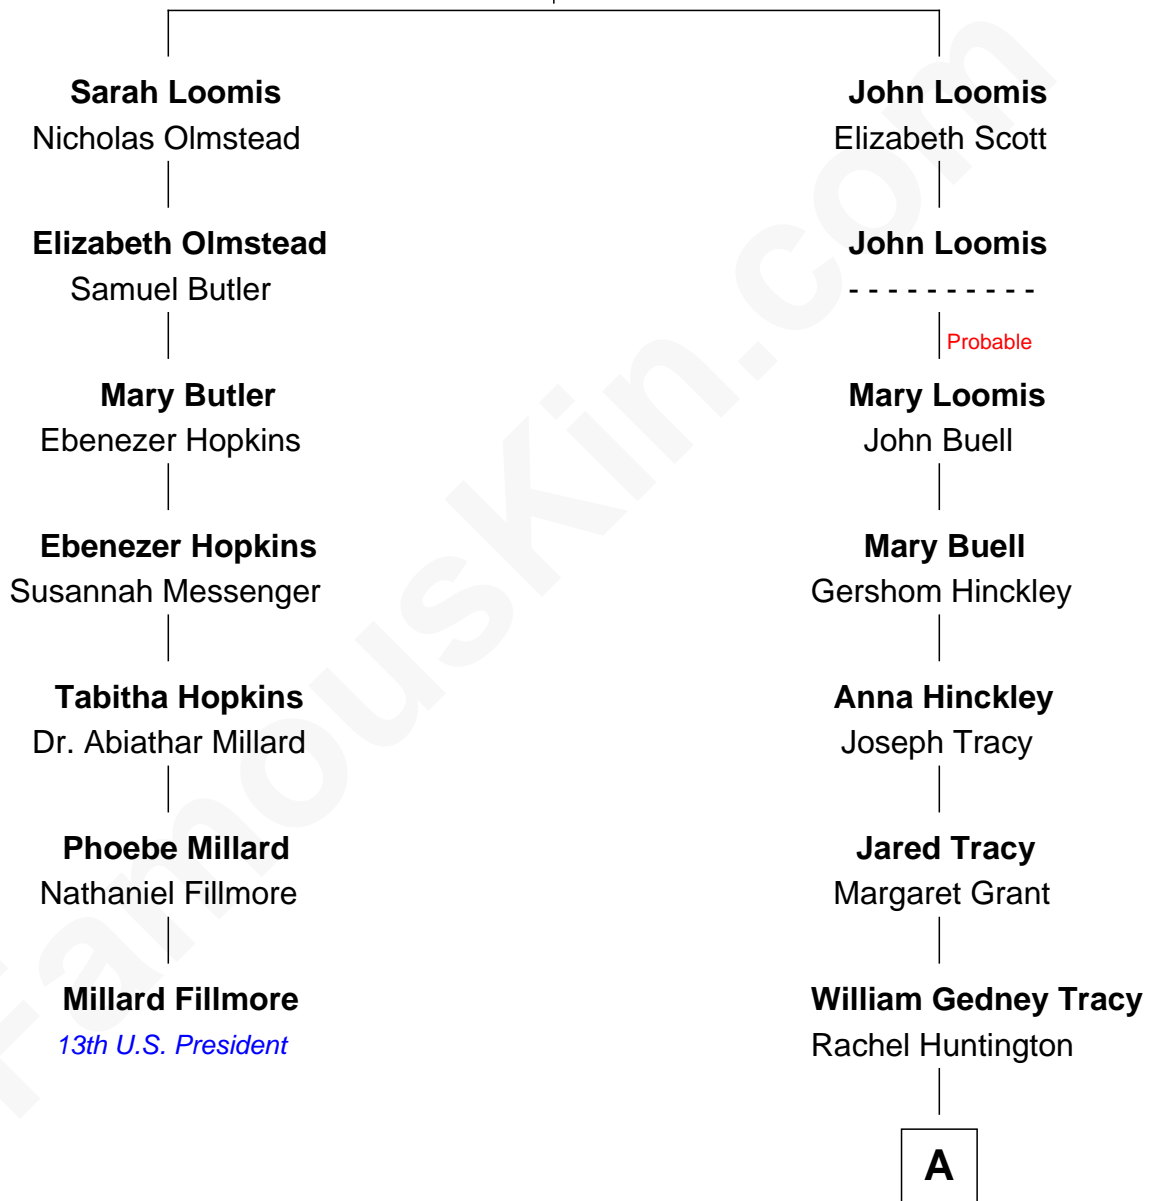 Sarah Loomis
Nicholas Olmstead
Elizabeth Olmstead
Samuel Butler
Mary Butler
Ebenezer Hopkins
Ebenezer Hopkins
Susannah Messenger
Tabitha Hopkins
Dr. Abiathar Millard
Phoebe Millard
Nathaniel Fillmore
Millard Fillmore
13th U.S. President
John Loomis
Elizabeth Scott
John Loomis
- - - - - - - - - -
Probable
Mary Loomis
John Buell
Mary Buell
Gershom Hinckley
Anna Hinckley
Joseph Tracy
Jared Tracy
Margaret Grant
William Gedney Tracy
Rachel Huntington
A
FamousKin.com